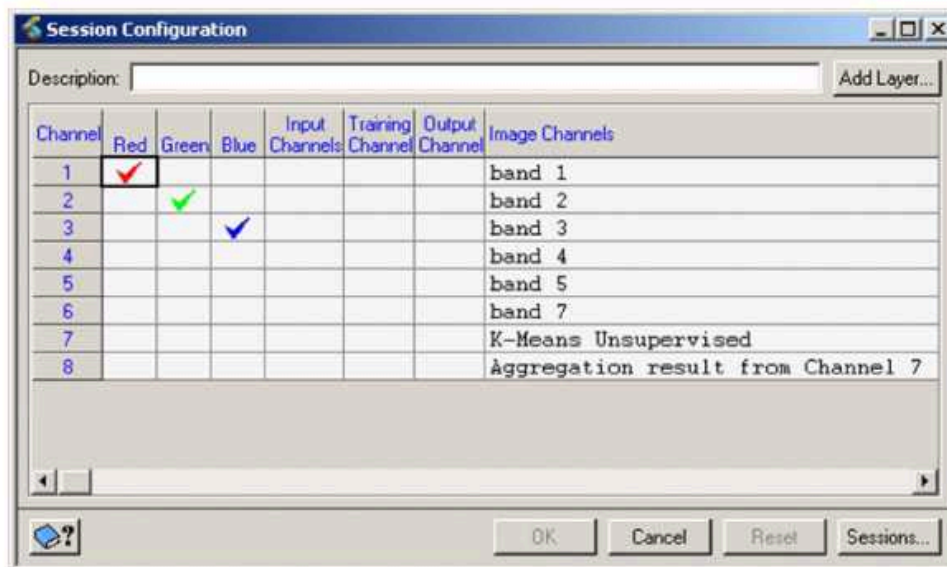 Session Configuration
Description: Add Layer...
Channel Red Green Blue Input Channels Training Channel Output Channel Image Channels
1 band 1
2 band 2
3 band 3
4 band 4
5 band 5
6 band 7
7 K-Means Unsupervised
8 Aggregation result from Channel 7
? OK Cancel Reset Sessions...